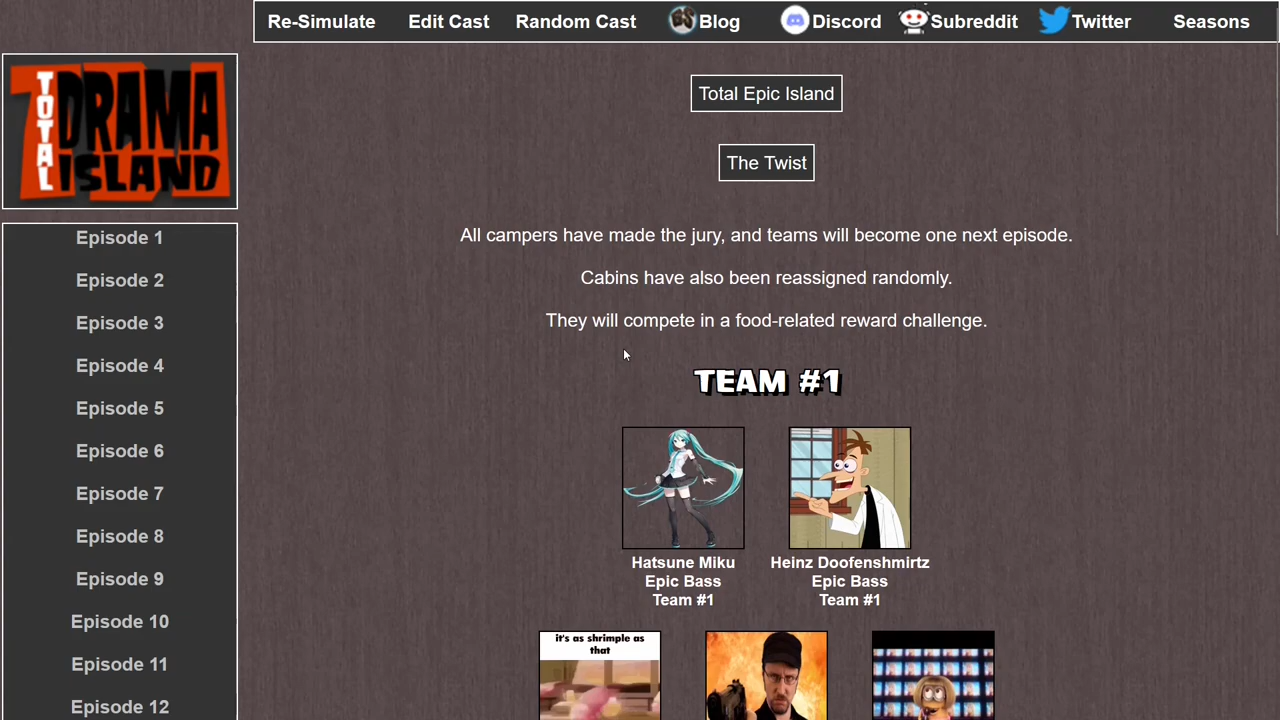 Re-Simulate Edit Cast Random Cast Blog Discord Subreddit Twitter Seasons
TOTAL DRAMA ISLAND
Episode 1
Episode 2
Episode 3
Episode 4
Episode 5
Episode 6
Episode 7
Episode 8
Episode 9
Episode 10
Episode 11
Episode 12
Total Epic Island
The Twist
All campers have made the jury, and teams will become one next episode.
Cabins have also been reassigned randomly.
They will compete in a food-related reward challenge.
TEAM #1
Hatsune Miku
Epic Bass
Team #1
Heinz Doofenshmirtz
Epic Bass
Team #1
it's as shrimple as
that